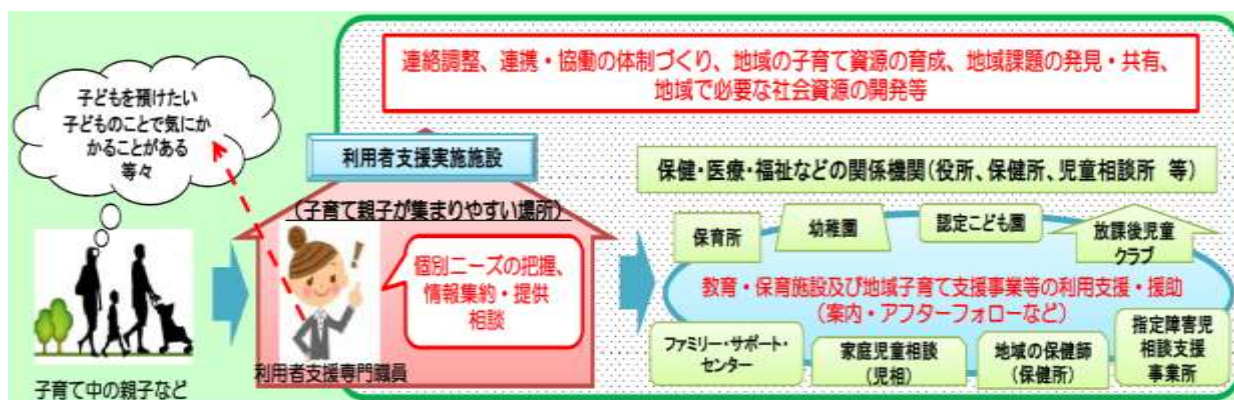 連絡調整、連携・協働の体制づくり、地域の子育て資源の育成、地域課題の発見・共有、
地域で必要な社会資源の開発等
子どもを預けたい
子どものことで気にか
かることがある
等々
利用者支援実施施設
(子育て親子が集まりやすい場所)
個別ニーズの把握、
情報集約・提供
相談
利用者支援専門職員
子育て中の親子など
保健・医療・福祉などの関係機関(役所、保健所、児童相談所 等)
保育所
幼稚園
認定こども園
放課後児童
クラブ
教育・保育施設及び地域子育て支援事業等の利用支援・援助
(案内・アフターフォローなど)
ファミリー・サポート・
センター
家庭児童相談
(児相)
地域の保健師
(保健所)
指定障害児
相談支援
事業所